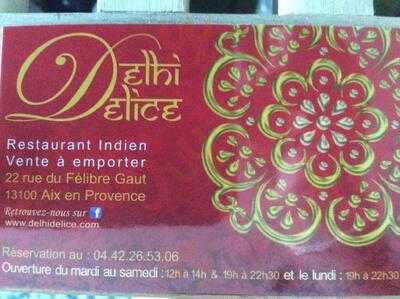 Delhi
Delice
Restaurant Indien
Vente à emporter
22 rue du Félibre Gaut
13100 Aix en Provence
Retrouvez-nous sur f
www.delhidelice.com
Réservation au : 04.42.26.53.06
Ouverture du mardi au samedi : 12h à 14h & 19h à 22h30 et le lundi : 19h à 22h30